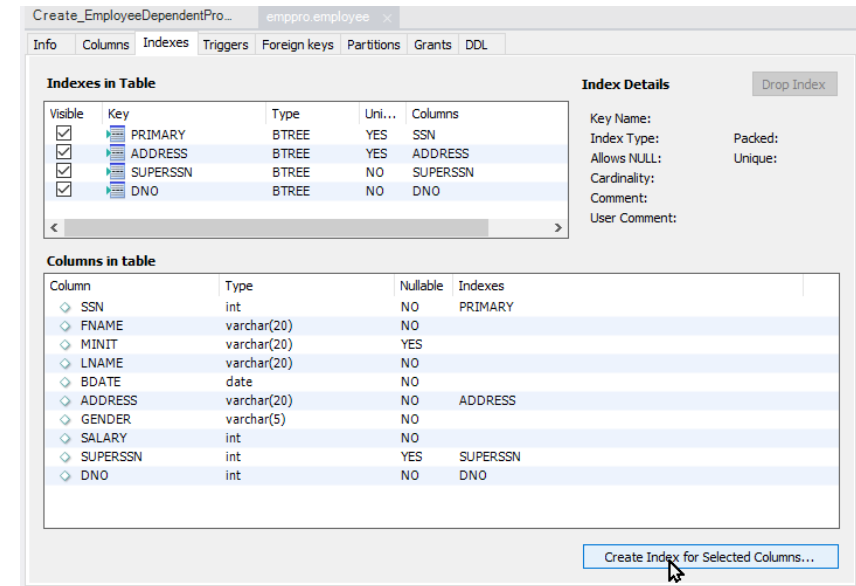 Create_EmployeeDependentPro... emppro.employee ×
Info Columns Indexes Triggers Foreign keys Partitions Grants DDL
Indexes in Table
Visible Key Type Uni... Columns
PRIMARY BTREE YES SSN
ADDRESS BTREE YES ADDRESS
SUPERSSN BTREE NO SUPERSSN
DNO BTREE NO DNO
Index Details Drop Index
Key Name:
Index Type: Packed:
Allows NULL: Unique:
Cardinality:
Comment:
User Comment:
Columns in table
Column Type Nullable Indexes
SSN int NO PRIMARY
FNAME varchar(20) NO
MINIT varchar(20) YES
LNAME varchar(20) NO
BDATE date NO
ADDRESS varchar(20) NO ADDRESS
GENDER varchar(5) NO
SALARY int NO
SUPERSSN int YES SUPERSSN
DNO int NO DNO
Create Index for Selected Columns...